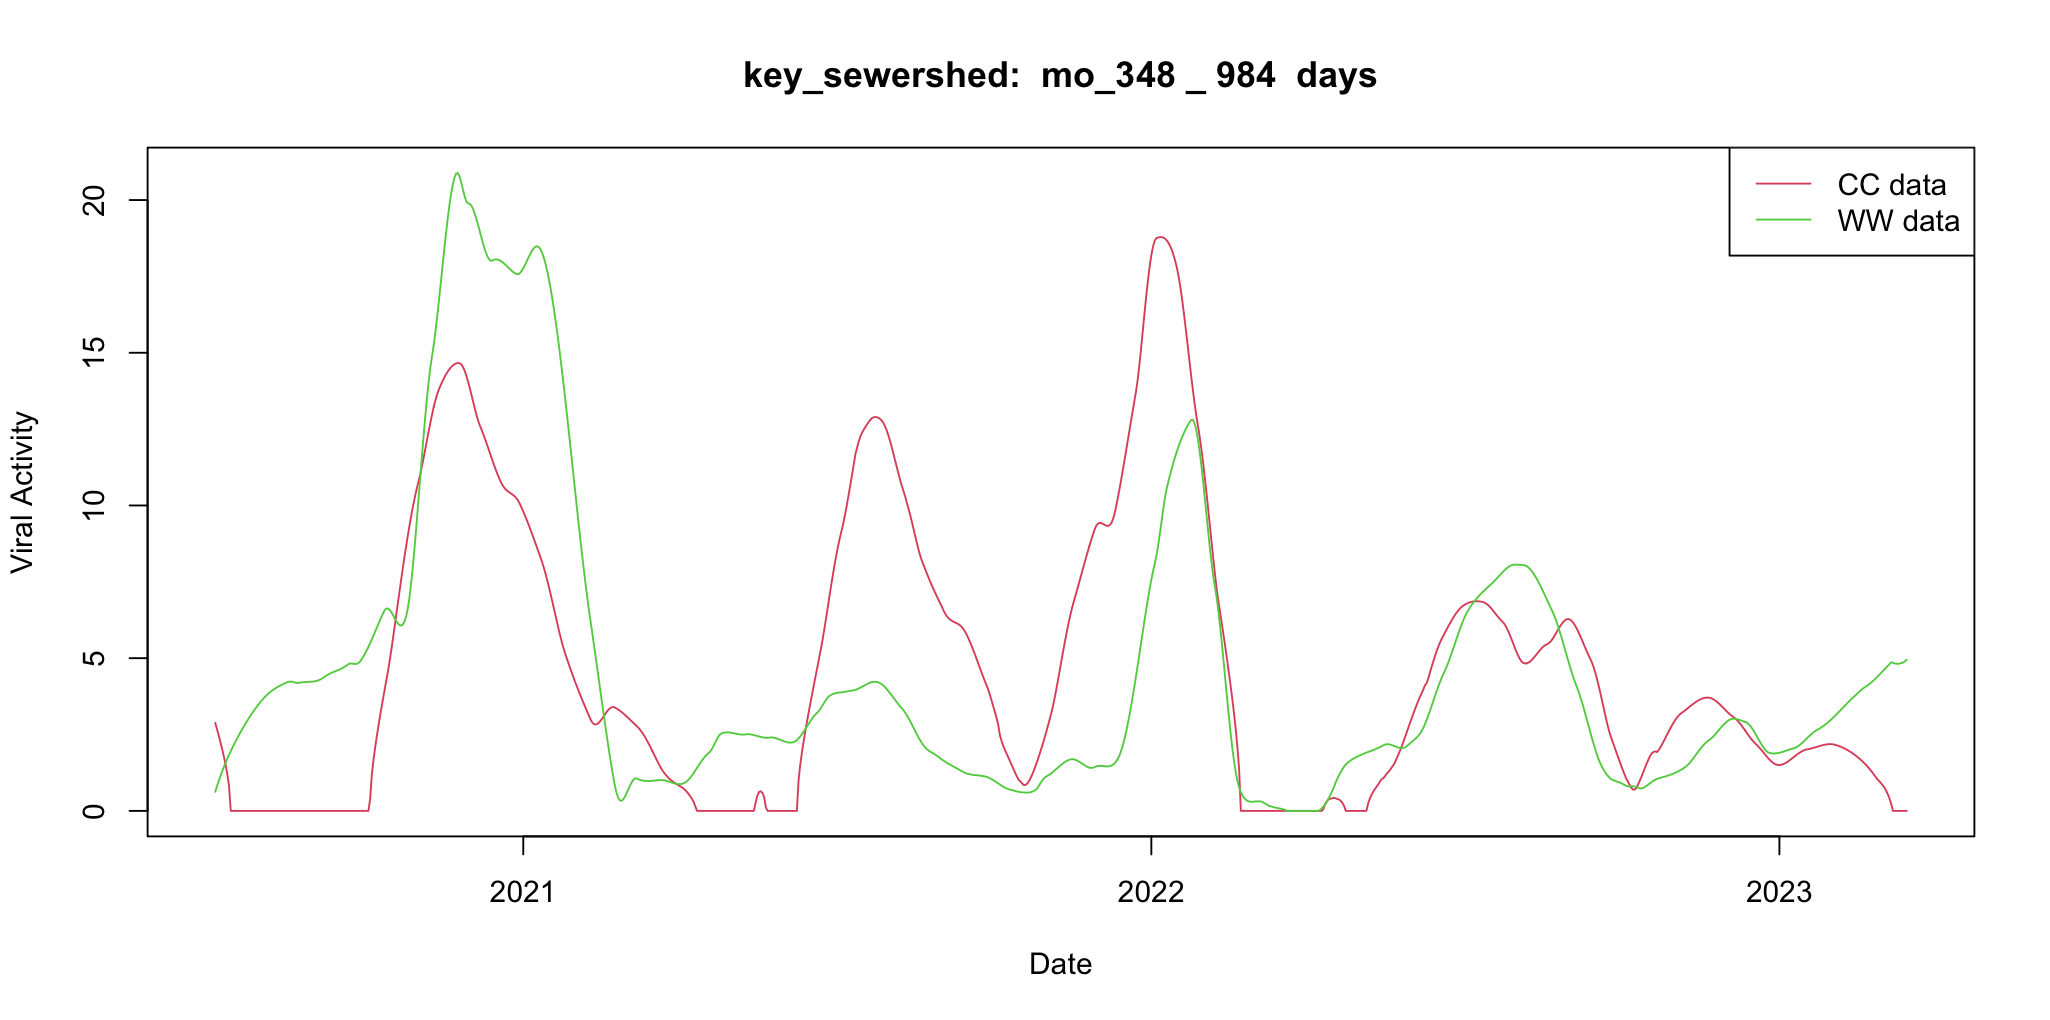 key_sewershed: mo_348 _ 984 days
CC data
WW data
Viral Activity
20
15
10
5
0
2021
2022
2023
Date